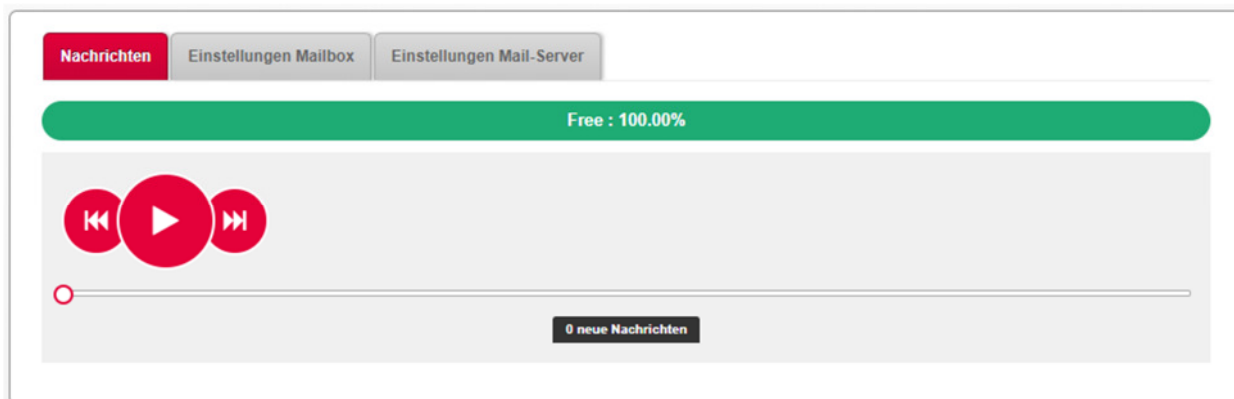 Nachrichten Einstellungen Mailbox Einstellungen Mail-Server
Free : 100.00%
0 neue Nachrichten